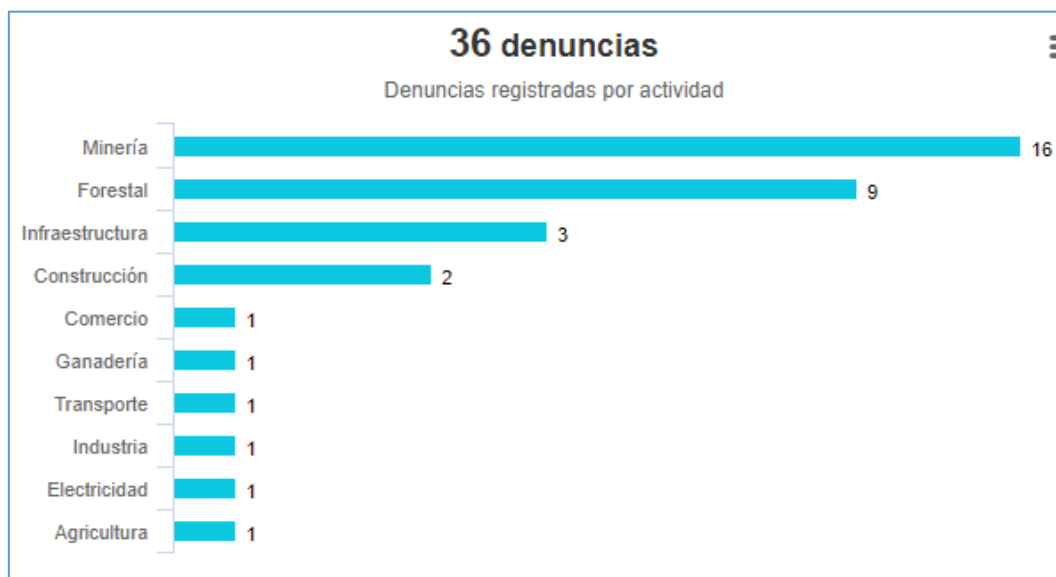 36 denuncias
Denuncias registradas por actividad
Minería 16
Forestal 9
Infraestructura 3
Construcción 2
Comercio 1
Ganadería 1
Transporte 1
Industria 1
Electricidad 1
Agricultura 1